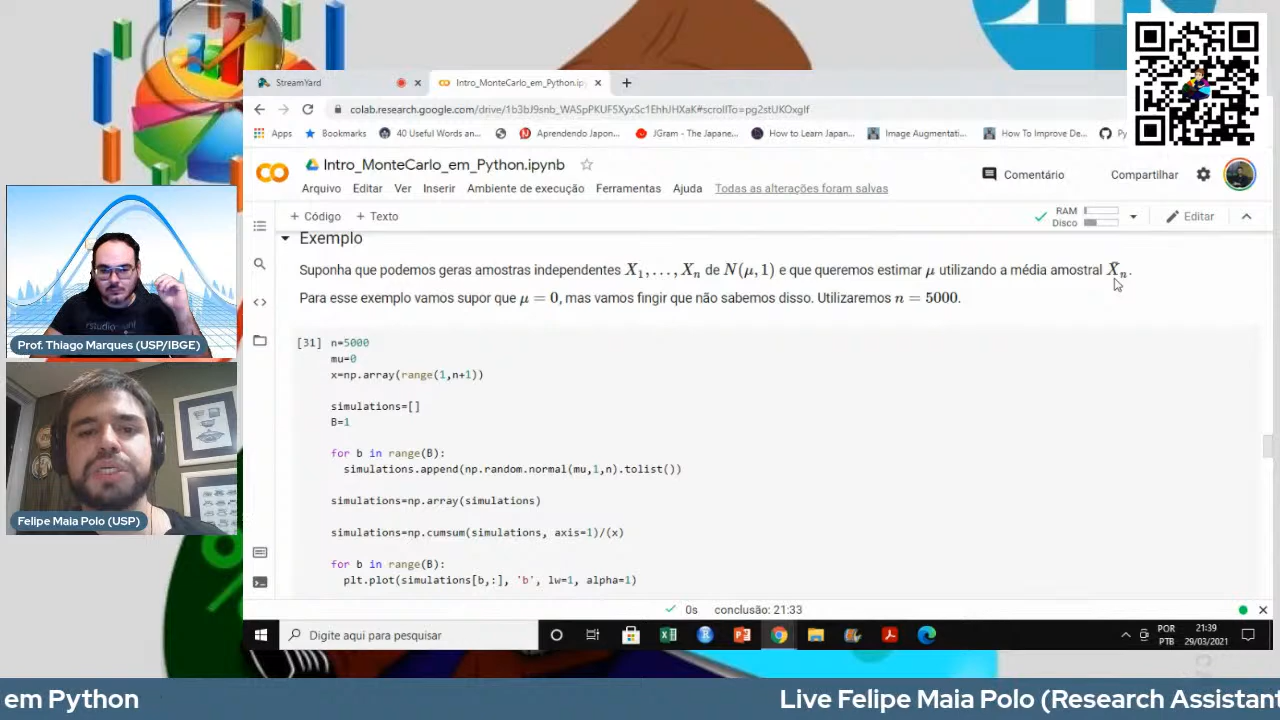 StreamYard
Intro_MonteCarlo_em_Python.ipy
colab.research.google.com/drive/1b3bJ9snr_WASpPKUFSXyxSc1EhhJHXaK#scrollTo=pg2stUKOxgIf
Apps
Bookmarks
40 Useful Words an...
Aprendendo Japon...
JGram - The Japane...
How to Learn Japan...
Image Augmentati...
How To Improve De...
Py
Intro_MonteCarlo_em_Python.ipynb
Comentário
Compartilhar
Arquivo Editar Ver Inserir Ambiente de execução Ferramentas Ajuda Todas as alterações foram salvas
+ Código + Texto
RAM
Disco
Editar
Exemplo
Suponha que podemos geras amostras independentes X₁, . . . , Xₙ de N(μ, 1) e que queremos estimar μ utilizando a média amostral X̄ₙ.
Para esse exemplo vamos supor que μ = 0, mas vamos fingir que não sabemos disso. Utilizaremos n = 5000.
[31] n=5000
mu=0
x=np.array(range(1,n+1))
simulations=[]
B=1
for b in range(B):
simulations.append(np.random.normal(mu,1,n).tolist())
simulations=np.array(simulations)
simulations=np.cumsum(simulations, axis=1)/(x)
for b in range(B):
plt.plot(simulations[b,:], 'b', lw=1, alpha=1)
0s conclusão: 21:33
Prof. Thiago Marques (USP/IBGE)
Felipe Maia Polo (USP)
Digite aqui para pesquisar
POR
PTB
21:39
29/03/2021
em Python
Live Felipe Maia Polo (Research Assistant